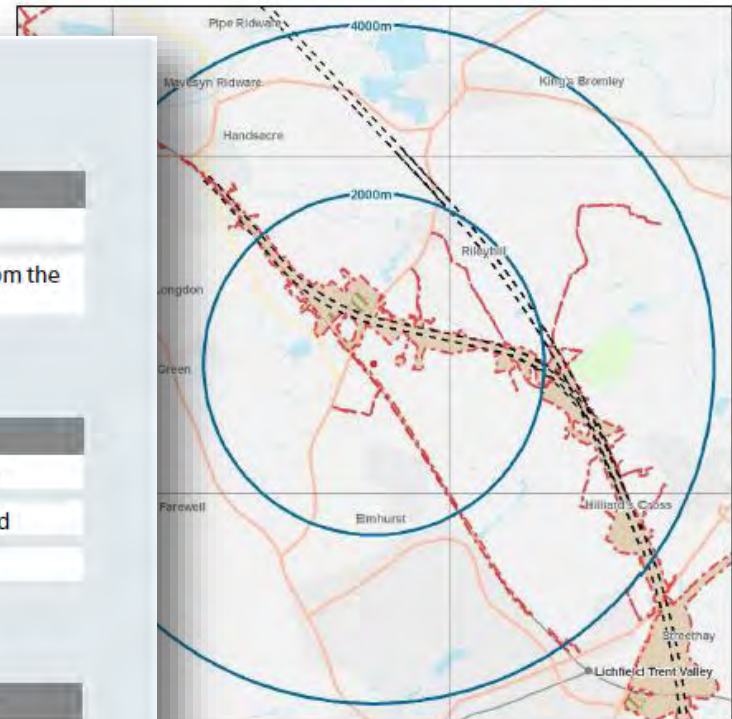 om the
d
Pipe Ridware
4000m
Mavesyn Ridware
King's Bromley
Handsacre
2000m
Rileyhill
ongdon
Green
Farewell
Elmhurst
Hilliard's Cross
Streethay
Lichfield Trent Valley